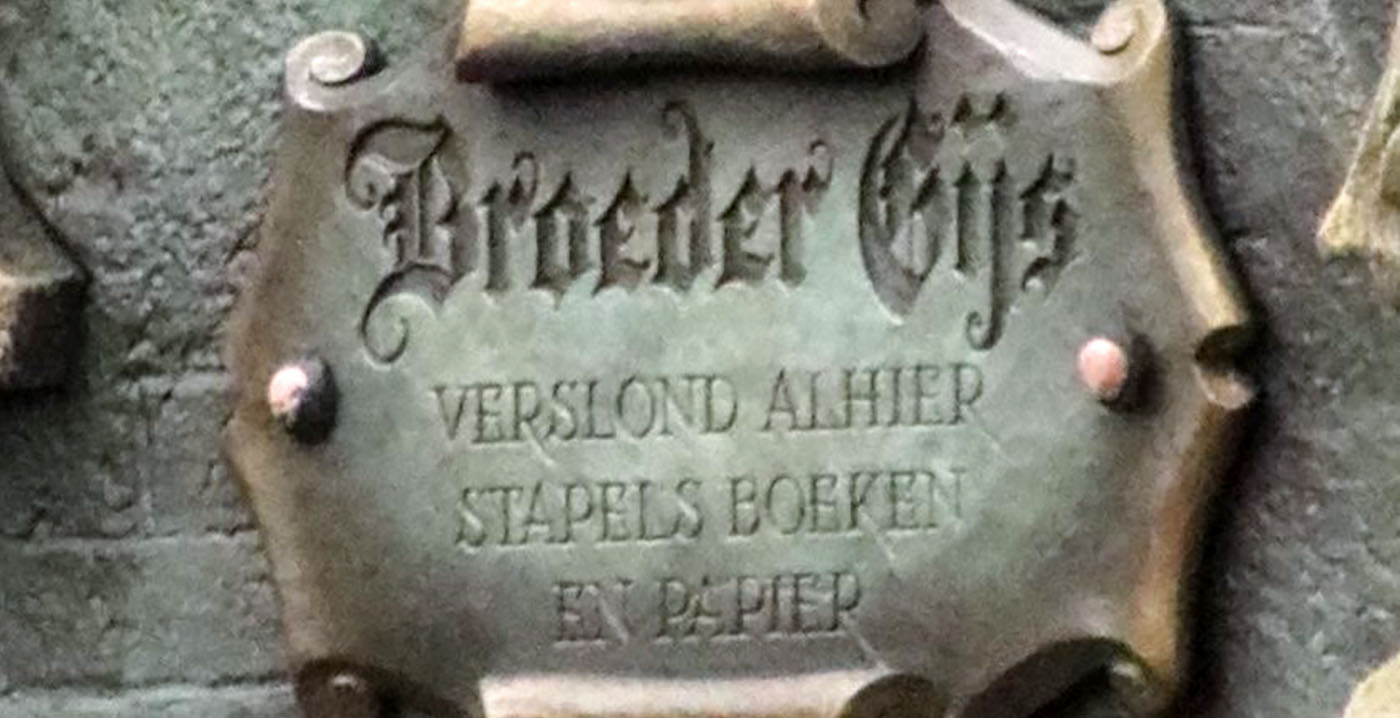 Broeder Gijs
VERSLOND ALHIER
STAPELS BOEKEN
EN PAPIER